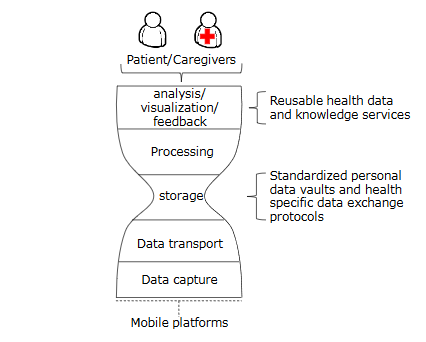 Patient/Caregivers
analysis/
visualization/
feedback
Reusable health data
and knowledge services
Processing
storage
Standardized personal
data vaults and health
specific data exchange
protocols
Data transport
Data capture
Mobile platforms